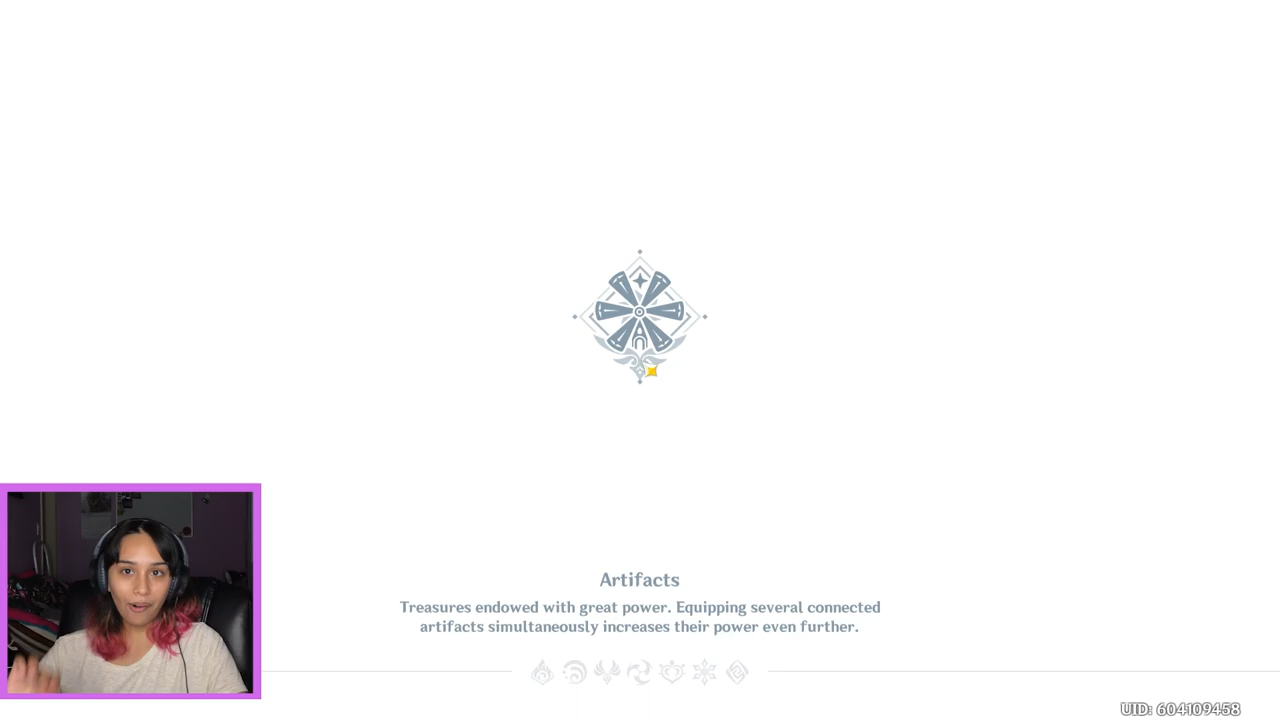 Artifacts
Treasures endowed with great power. Equipping several connected
artifacts simultaneously increases their power even further.
UID: 604109458